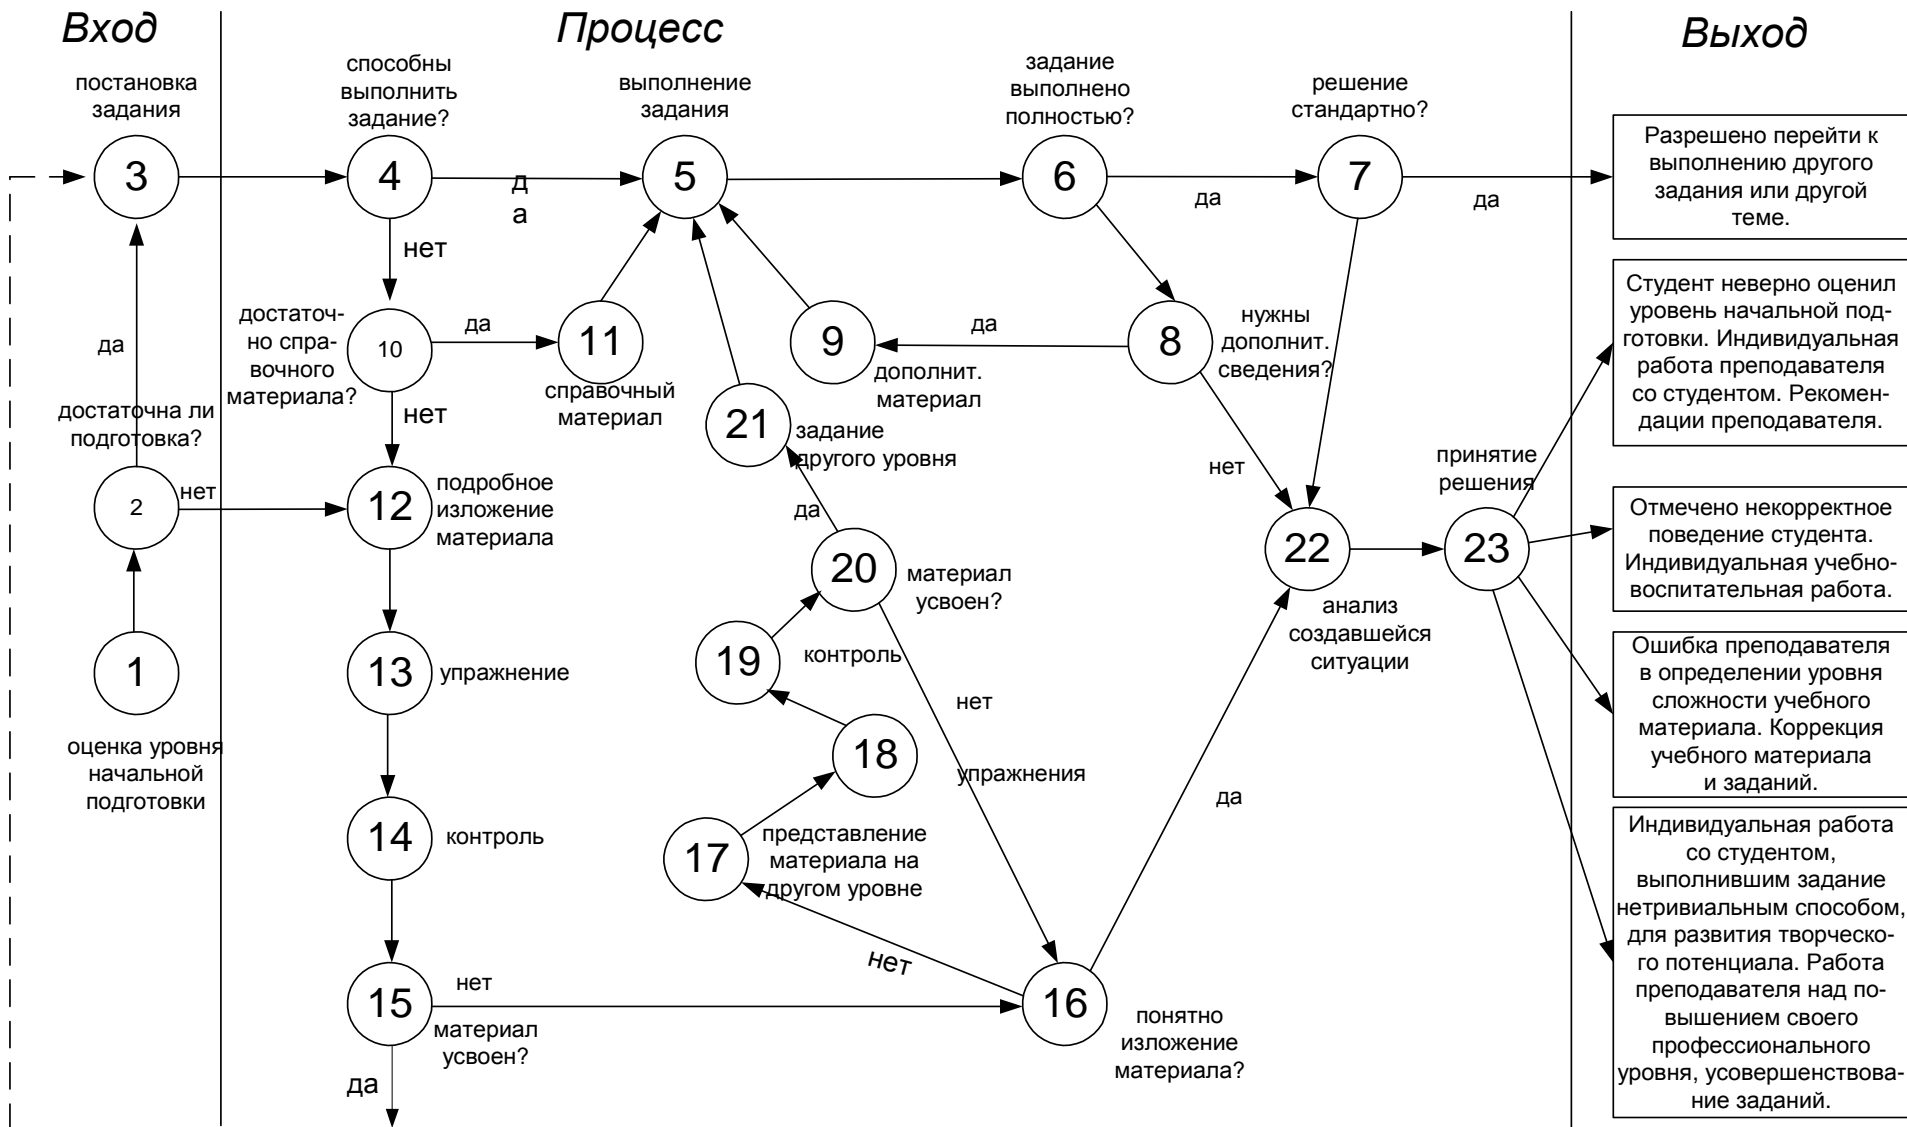 Вход
Процесс
Выход
постановка
задания
способны
выполнить
задание?
выполнение
задания
задание
выполнено
полностью?
решение
стандартно?
3
4
д
а
5
6
да
7
да
Разрешено перейти к
выполнению другого
задания или другой
теме.
нет
да
достаточ-
но спра-
вочного
материала?
10
да
11
справочный
материал
9
дополнит.
материал
да
8
нужны
дополнит.
сведения?
Студент неверно оценил
уровень начальной под-
готовки. Индивидуальная
работа преподавателя
со студентом. Рекомен-
дации преподавателя.
достаточна ли
подготовка?
нет
21
задание
другого уровня
нет
принятие
решения
2
нет
12
подробное
изложение
материала
да
20
материал
усвоен?
22
анализ
создавшейся
ситуации
23
Отмечено некорректное
поведение студента.
Индивидуальная учебно-
воспитательная работа.
1
оценка уровня
начальной
подготовки
13
упражнение
19
контроль
нет
18
упражнения
да
Ошибка преподавателя
в определении уровня
сложности учебного
материала. Коррекция
учебного материала
и заданий.
14
контроль
17
представление
материала на
другом уровне
нет
15
нет
материал
усвоен?
да
16
понятно
изложение
материала?
Индивидуальная работа
со студентом,
выполнившим задание
нетривиальным способом,
для развития творческо-
го потенциала. Работа
преподавателя над по-
вышением своего
профессионального
уровня, усовершенствова-
ние заданий.